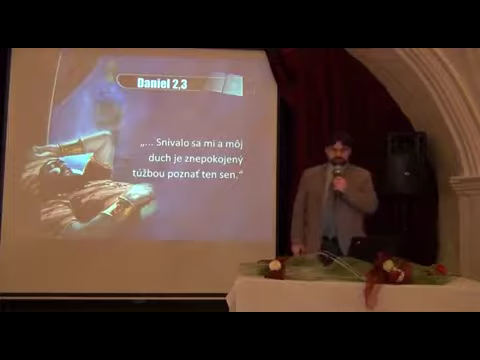 Daniel 2,3
„... Snívalo sa mi a môj
duch je znepokojený
túžbou poznať ten sen.“